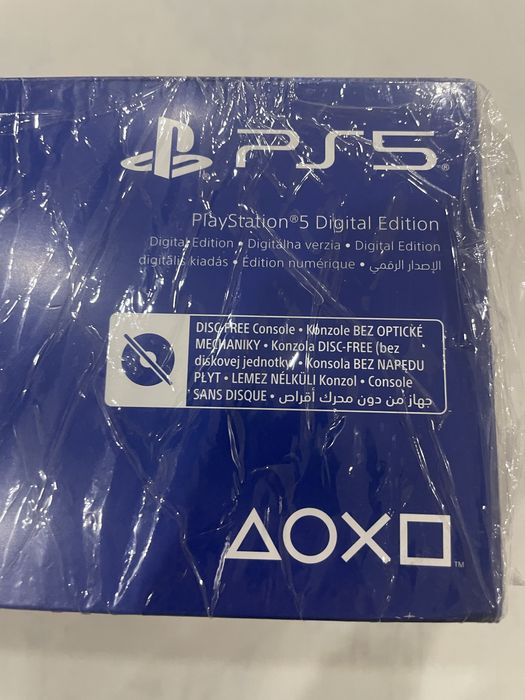 PS5®
PlayStation®5 Digital Edition
Digital Edition • Digitálna verzia • Digital Edition
digitális kiadás • Édition numérique • الإصدار الرقمي
DISC-FREE Console • Konzole BEZ OPTICKÉ
MECHANIKY • Konzola DISC-FREE (bez
diskovej jednotky) • Konsola BEZ NAPĘDU
PŁYT • LEMEZ NÉLKÜLI Konzol • Console
SANS DISQUE • جهاز من دون محرك أقراص
™